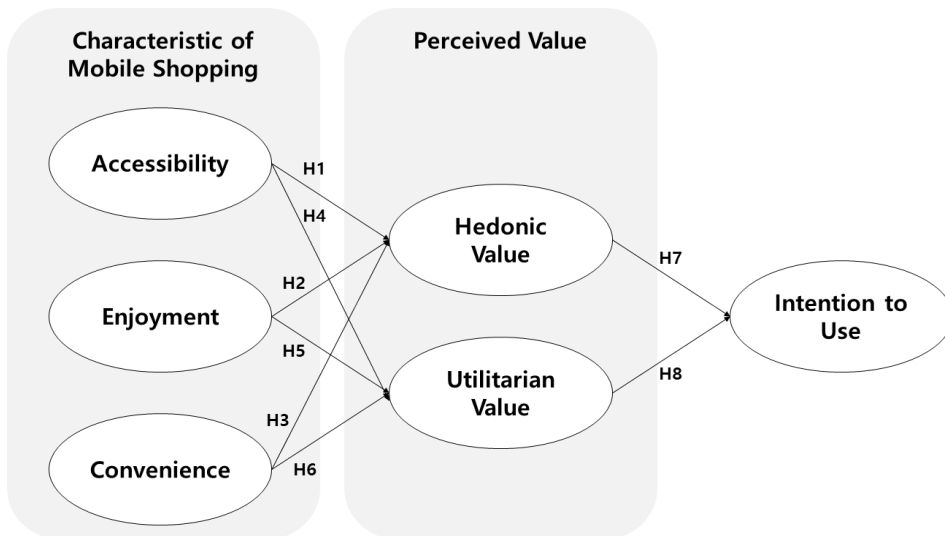 Characteristic of
Mobile Shopping
Perceived Value
Accessibility
H1
H4
Hedonic
Value
H7
H2
Enjoyment
Intention to
Use
H5
Utilitarian
Value
H8
H3
Convenience
H6